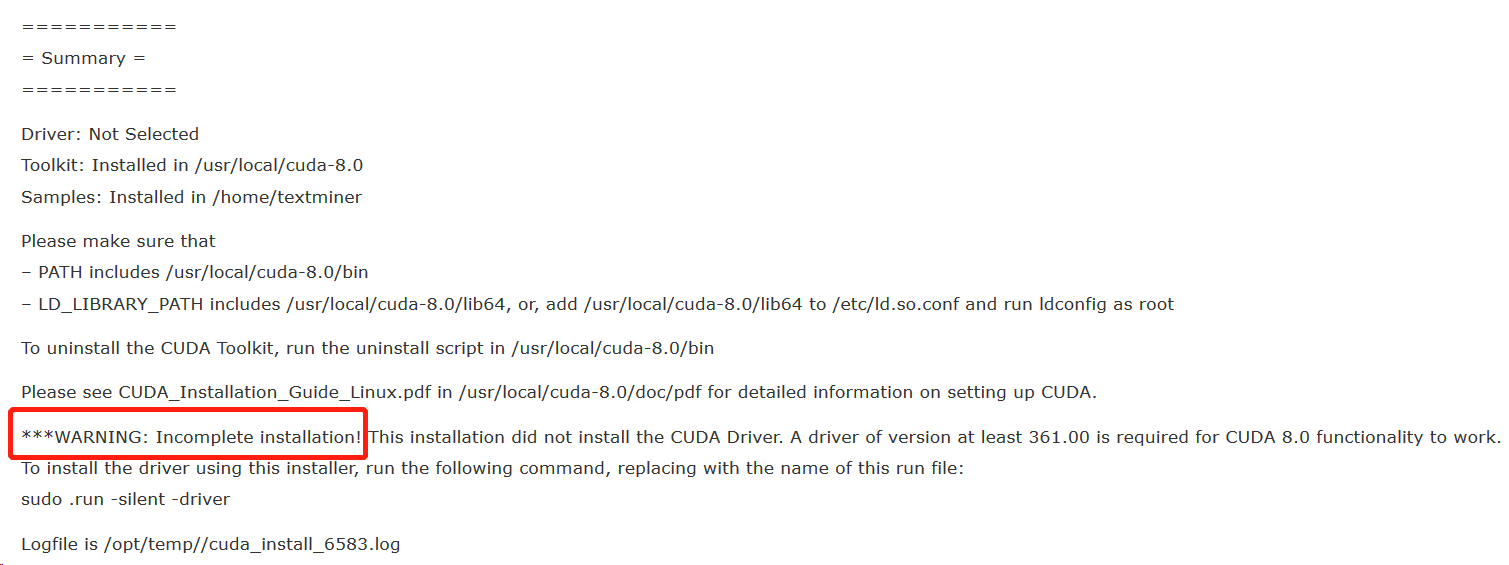 ===========
= Summary =
===========
Driver: Not Selected
Toolkit: Installed in /usr/local/cuda-8.0
Samples: Installed in /home/textminer
Please make sure that
– PATH includes /usr/local/cuda-8.0/bin
– LD_LIBRARY_PATH includes /usr/local/cuda-8.0/lib64, or, add /usr/local/cuda-8.0/lib64 to /etc/ld.so.conf and run ldconfig as root
To uninstall the CUDA Toolkit, run the uninstall script in /usr/local/cuda-8.0/bin
Please see CUDA_Installation_Guide_Linux.pdf in /usr/local/cuda-8.0/doc/pdf for detailed information on setting up CUDA.
***WARNING: Incomplete installation! This installation did not install the CUDA Driver. A driver of version at least 361.00 is required for CUDA 8.0 functionality to work.
To install the driver using this installer, run the following command, replacing with the name of this run file:
sudo .run -silent -driver
Logfile is /opt/temp//cuda_install_6583.log